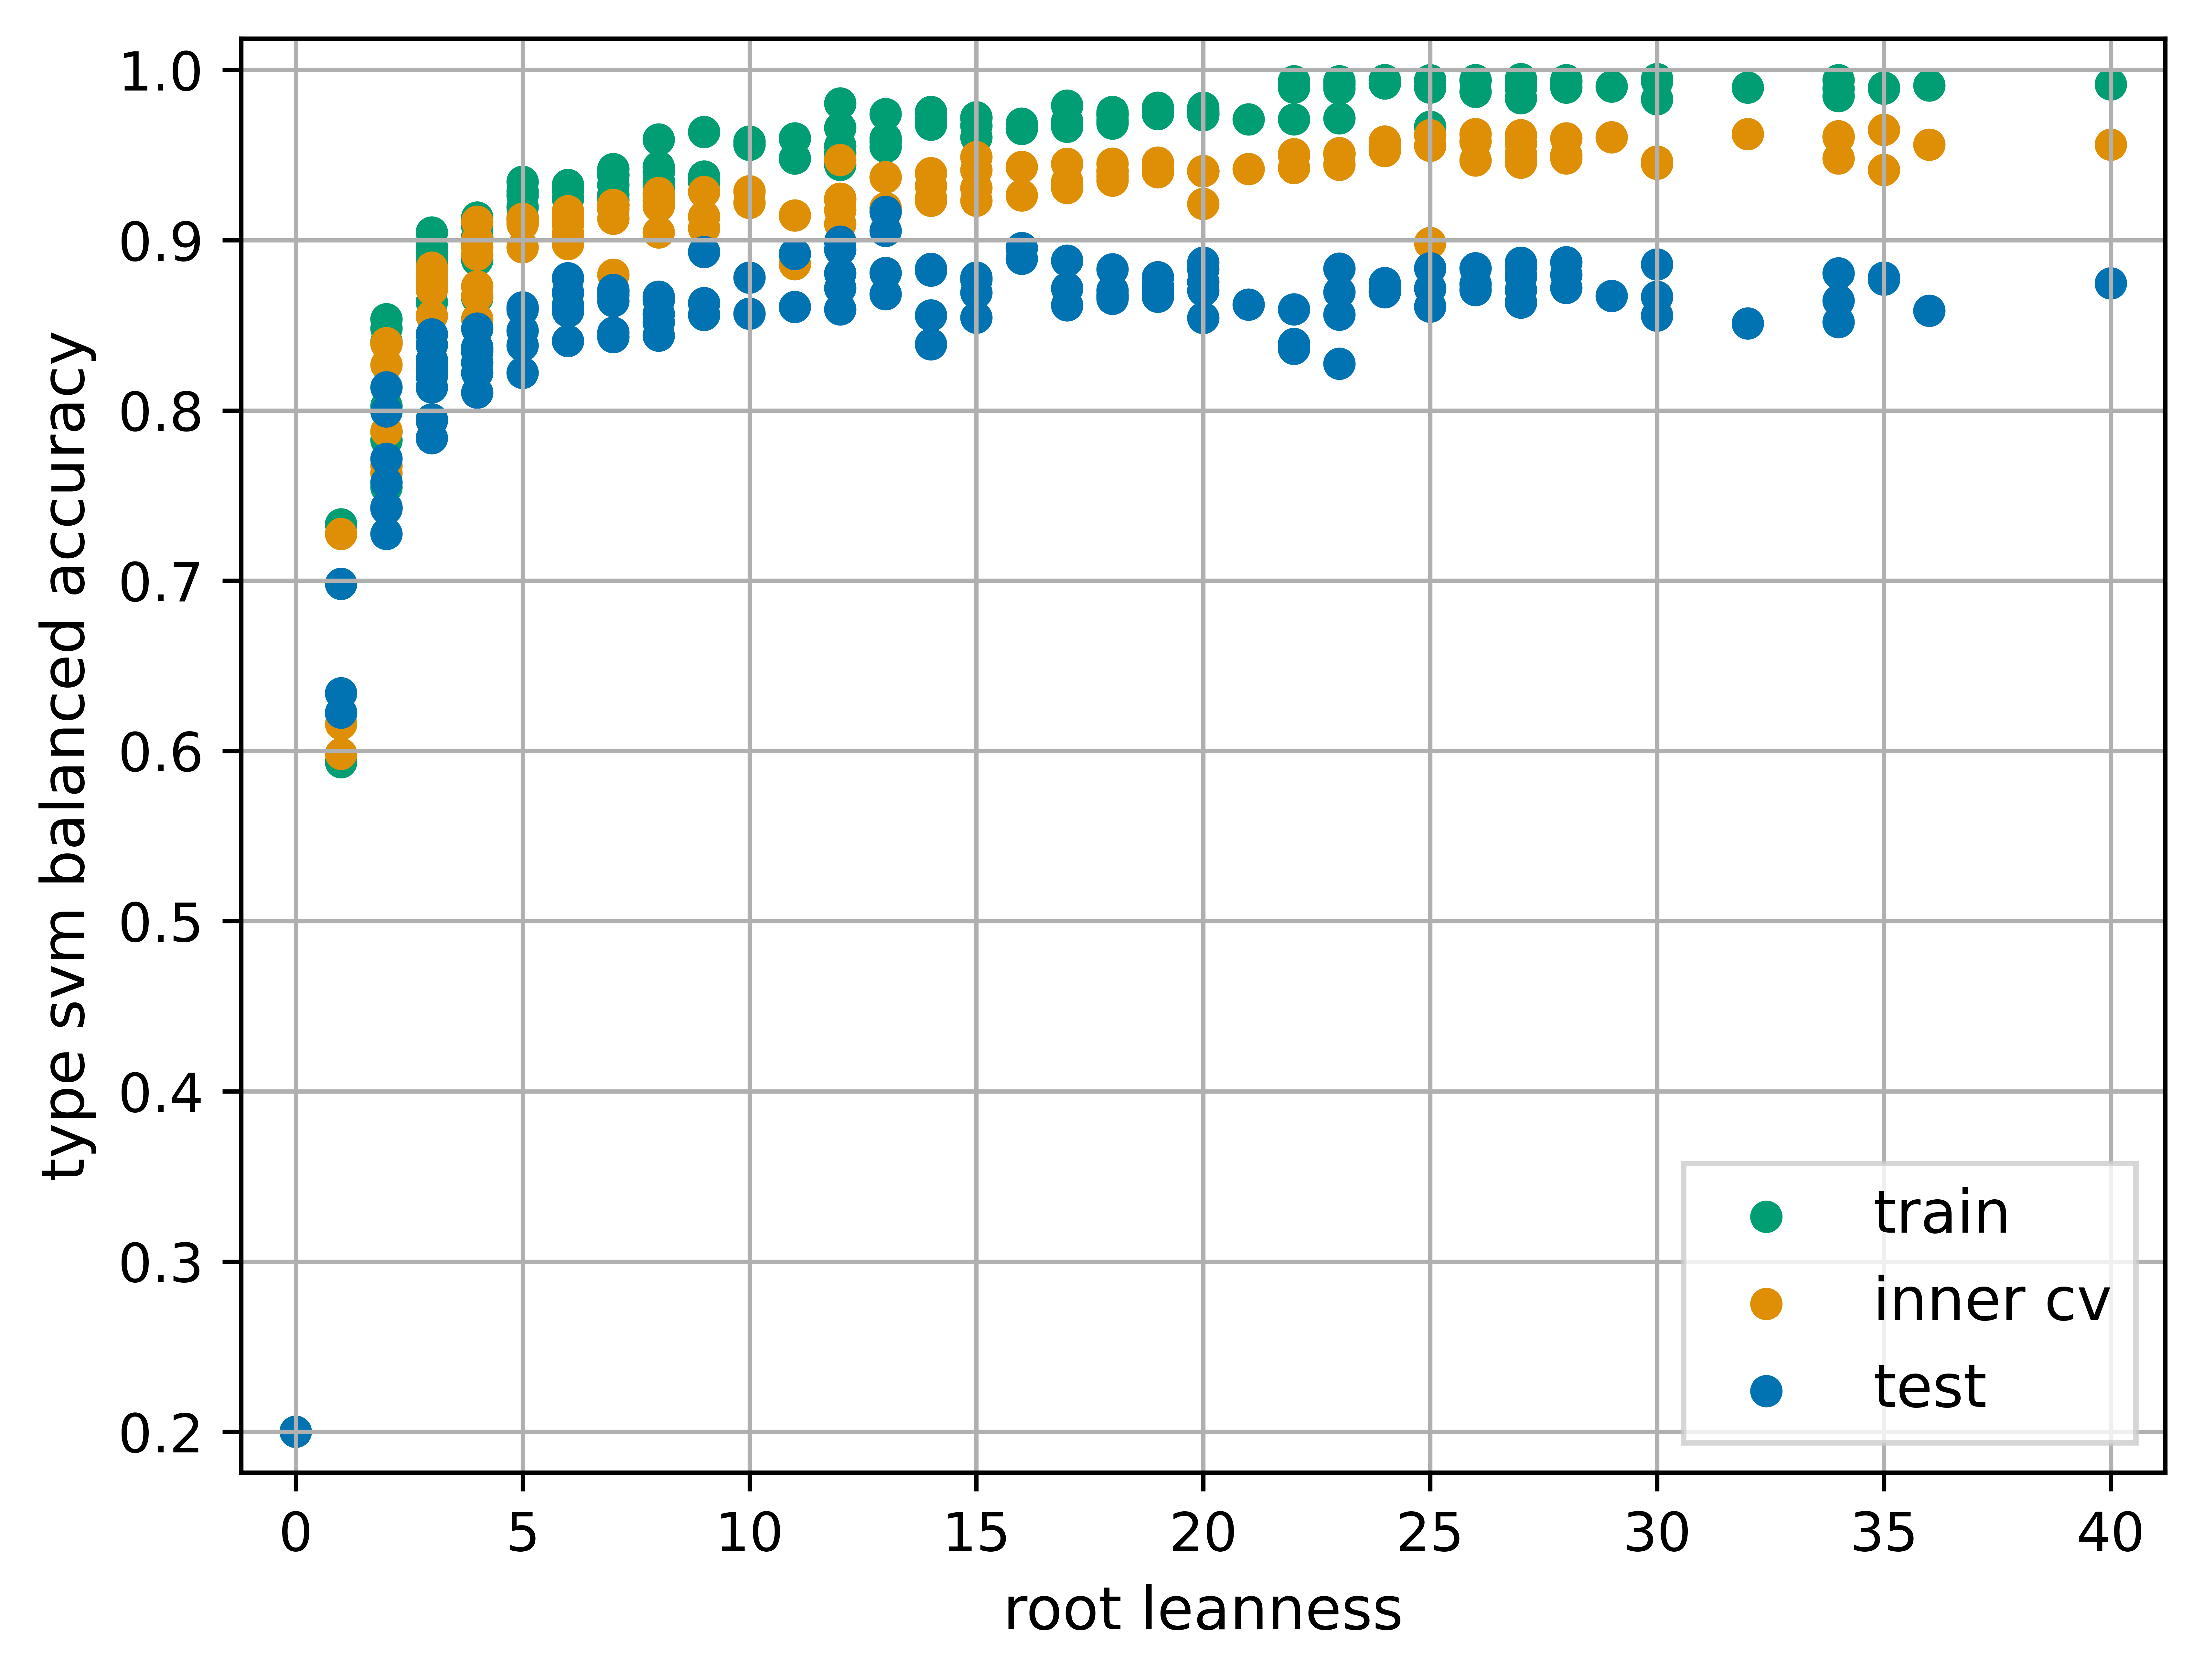 1.0
0.9
0.8
0.7
0.6
0.5
0.4
0.3
0.2
type svm balanced accuracy
train
inner cv
test
0 5 10 15 20 25 30 35 40
root leanness